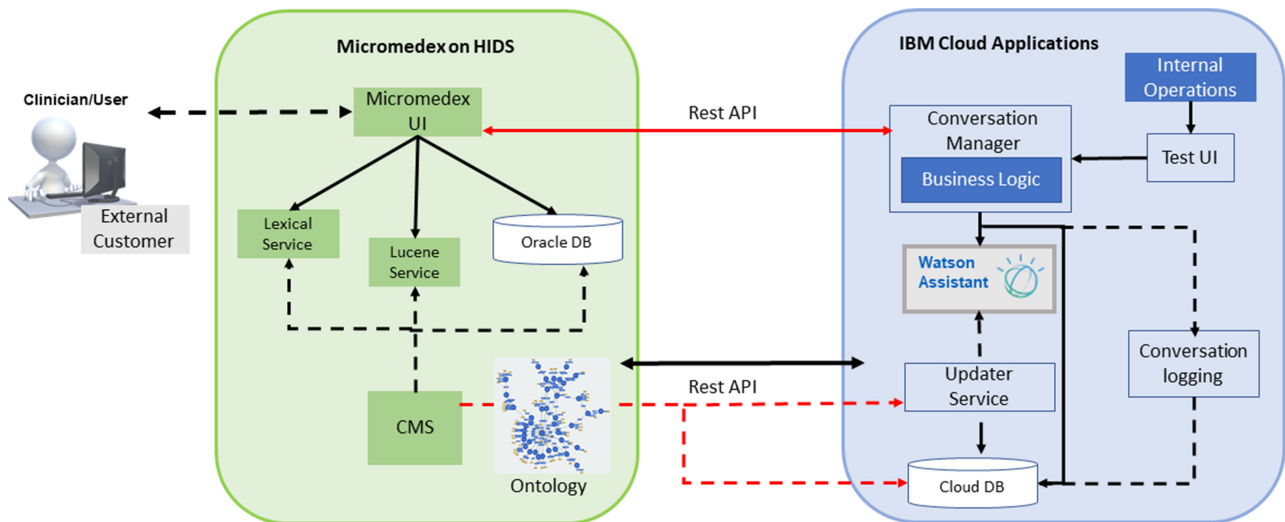 Micromedex on HIDS
IBM Cloud Applications
Clinician/User
External
Customer
Micromedex
UI
Lexical
Service
Lucene
Service
Oracle DB
CMS
Ontology
Rest API
Rest API
Internal
Operations
Conversation
Manager
Business Logic
Test UI
Watson
Assistant
Updater
Service
Conversation
logging
Cloud DB